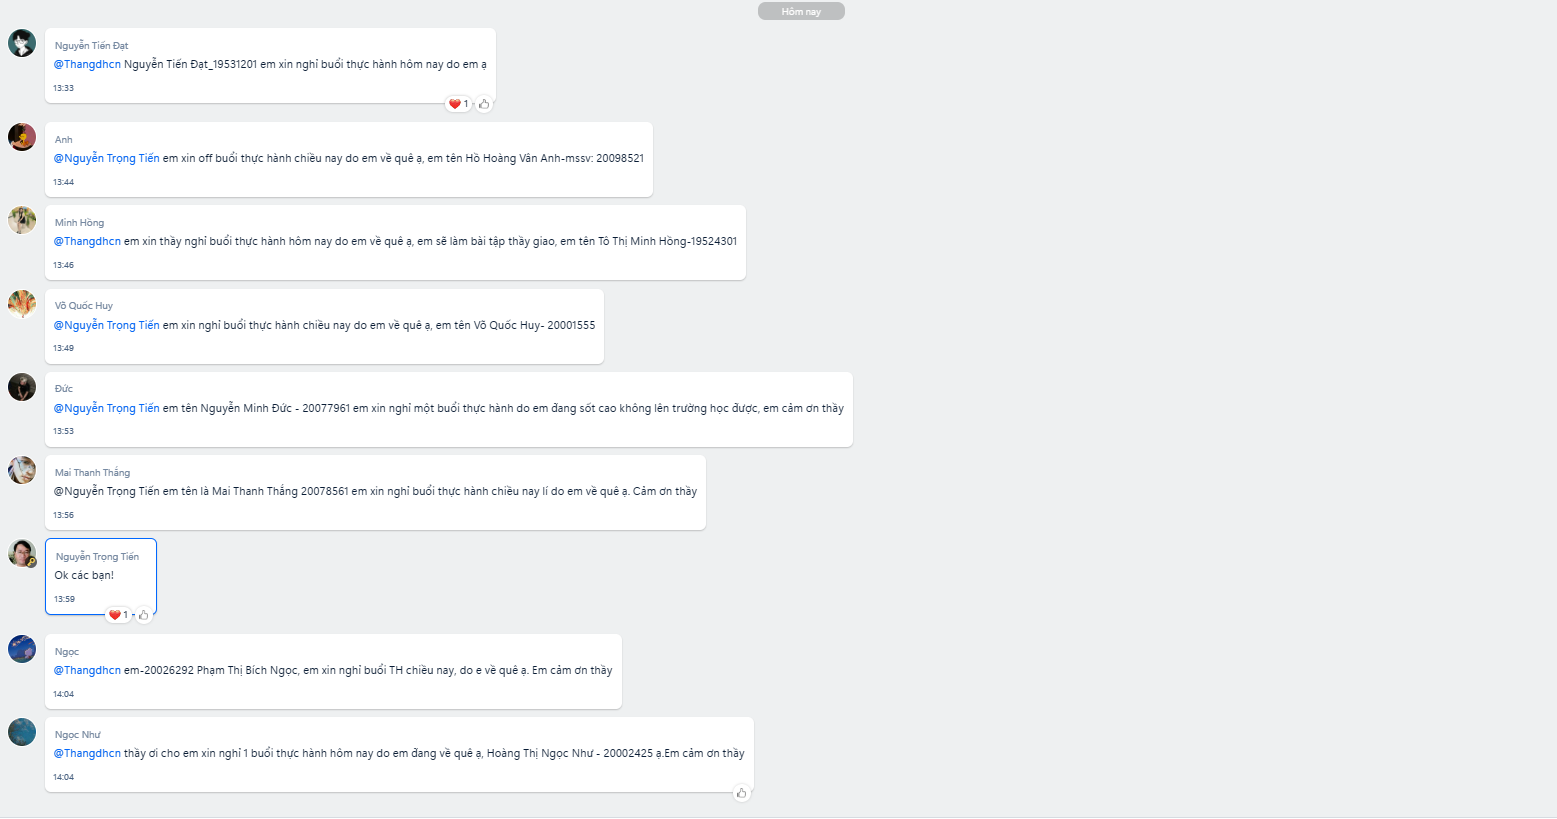 Hôm nay
Nguyễn Tiến Đạt
@Thangdhcn Nguyễn Tiến Đạt_19531201 em xin nghỉ buổi thực hành hôm nay do em ạ
13:33
1
Anh
@Nguyễn Trọng Tiến em xin off buổi thực hành chiều nay do em về quê ạ, em tên Hồ Hoàng Vân Anh-mssv: 20098521
13:44
Minh Hồng
@Thangdhcn em xin thầy nghỉ buổi thực hành hôm nay do em về quê ạ, em sẽ làm bài tập thầy giao, em tên Tô Thị Minh Hồng-19524301
13:46
Võ Quốc Huy
@Nguyễn Trọng Tiến em xin nghỉ buổi thực hành chiều nay do em về quê ạ, em tên Võ Quốc Huy- 20001555
13:49
Đức
@Nguyễn Trọng Tiến em tên Nguyễn Minh Đức - 20077961 em xin nghỉ một buổi thực hành do em đang sốt cao không lên trường học được, em cảm ơn thầy
13:53
Mai Thanh Thắng
@Nguyễn Trọng Tiến em tên là Mai Thanh Thắng 20078561 em xin nghỉ buổi thực hành chiều nay lí do em về quê ạ. Cảm ơn thầy
13:56
Nguyễn Trọng Tiến
Ok các bạn!
13:59
1
Ngọc
@Thangdhcn em-20026292 Phạm Thị Bích Ngọc, em xin nghỉ buổi TH chiều nay, do e về quê ạ. Em cảm ơn thầy
14:04
Ngọc Như
@Thangdhcn thầy ơi cho em xin nghỉ 1 buổi thực hành hôm nay do em đang về quê ạ, Hoàng Thị Ngọc Như - 20002425 ạ.Em cảm ơn thầy
14:04